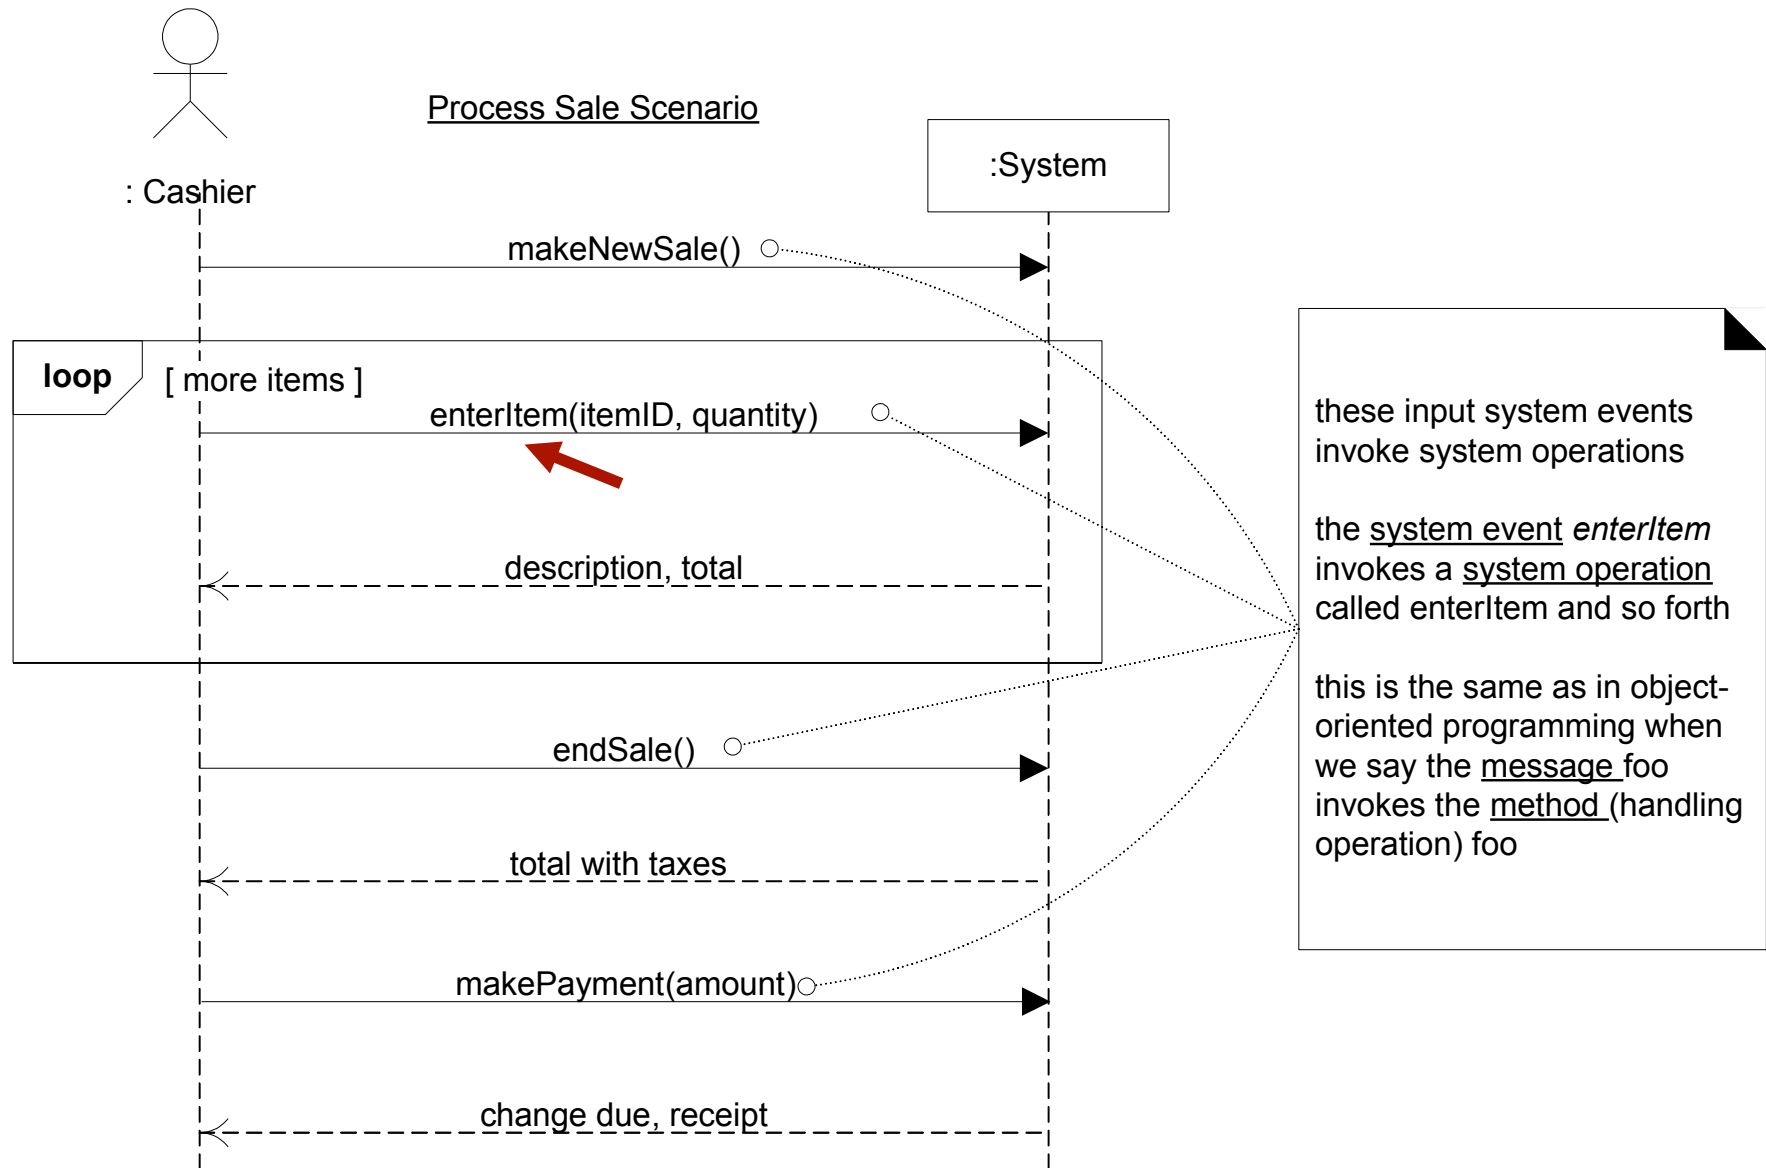 Process Sale Scenario
:System
: Cashier
makeNewSale()
loop
[ more items ]
enterItem(itemID, quantity)
description, total
endSale()
total with taxes
makePayment(amount)
change due, receipt
these input system events
invoke system operations
the system event enterItem
invokes a system operation
called enterItem and so forth
this is the same as in object-
oriented programming when
we say the message foo
invokes the method (handling
operation) foo